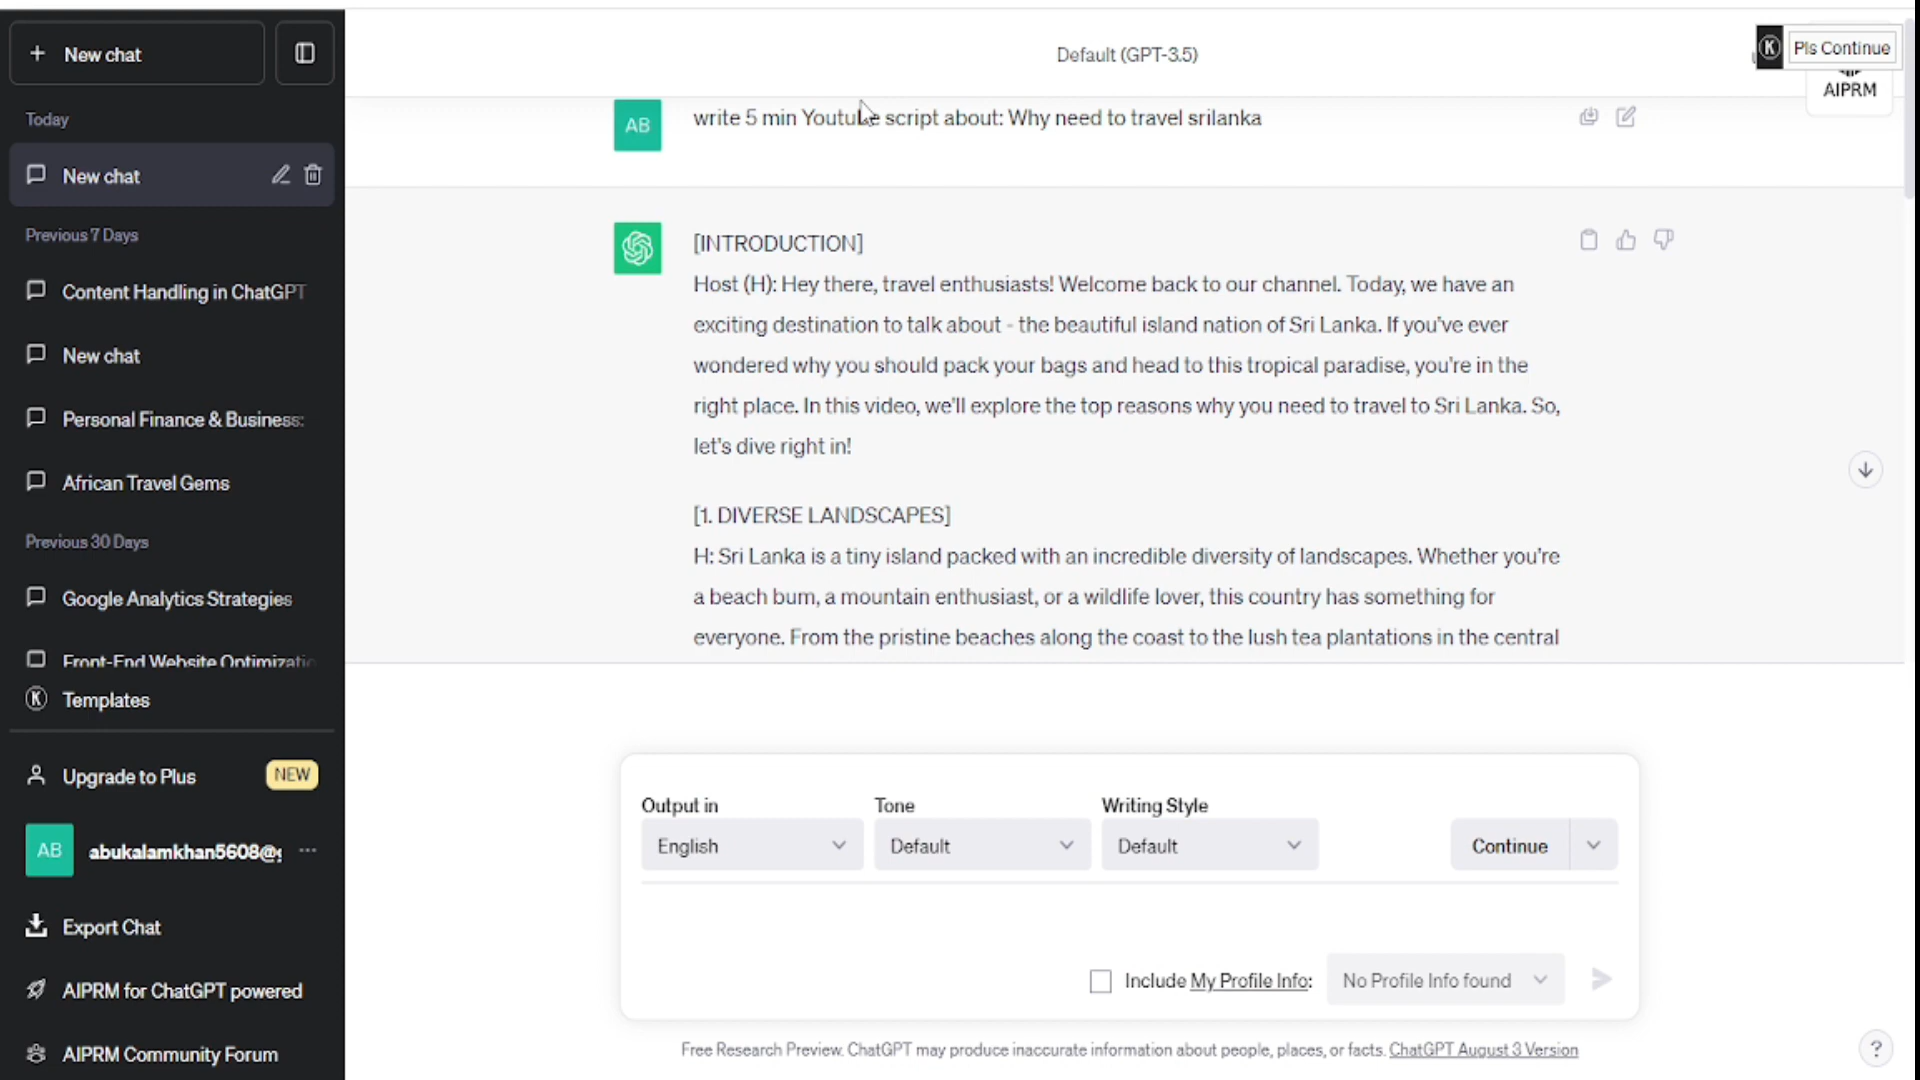 New chat
Today
New chat
Previous 7 Days
Content Handling in ChatGPT
New chat
Personal Finance & Business:
African Travel Gems
Previous 30 Days
Google Analytics Strategies
Front-End Website Optimizatio
Templates
Upgrade to Plus NEW
AB abukalamkhan5608@g
Export Chat
AIPRM for ChatGPT powered
AIPRM Community Forum
Default (GPT-3.5)
K Pls Continue
AIPRM
AB write 5 min Youtube script about: Why need to travel srilanka
[INTRODUCTION]
Host (H): Hey there, travel enthusiasts! Welcome back to our channel. Today, we have an
exciting destination to talk about - the beautiful island nation of Sri Lanka. If you've ever
wondered why you should pack your bags and head to this tropical paradise, you're in the
right place. In this video, we'll explore the top reasons why you need to travel to Sri Lanka. So,
let's dive right in!
[1. DIVERSE LANDSCAPES]
H: Sri Lanka is a tiny island packed with an incredible diversity of landscapes. Whether you're
a beach bum, a mountain enthusiast, or a wildlife lover, this country has something for
everyone. From the pristine beaches along the coast to the lush tea plantations in the central
Output in Tone Writing Style
English Default Default Continue
Include My Profile Info: No Profile Info found
Free Research Preview. ChatGPT may produce inaccurate information about people, places, or facts. ChatGPT August 3 Version
?